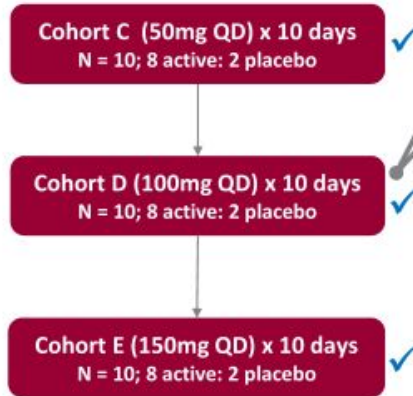 Cohort C (50mg QD) x 10 days
N = 10; 8 active: 2 placebo
Cohort D (100mg QD) x 10 days
N = 10; 8 active: 2 placebo
Cohort E (150mg QD) x 10 days
N = 10; 8 active: 2 placebo